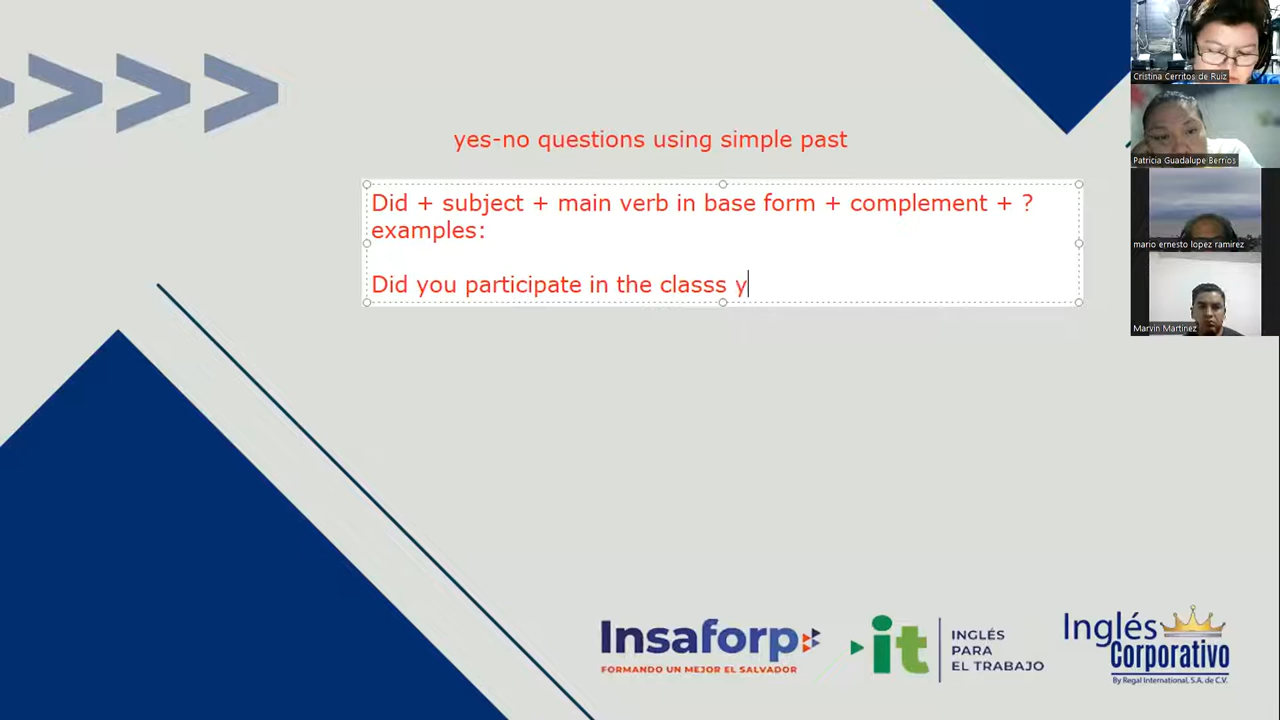 yes-no questions using simple past
Did + subject + main verb in base form + complement + ?
examples:
Did you participate in the classs y
Cristina Cerritos de Ruiz
Patricia Guadalupe Berrios
mario ernesto lopez ramirez
Marvin Martinez
Insaforp
FORMANDO UN MEJOR EL SALVADOR
it
INGLÉS
PARA
EL TRABAJO
Inglés
Corporativo
By Regal International, S.A. de C.V.